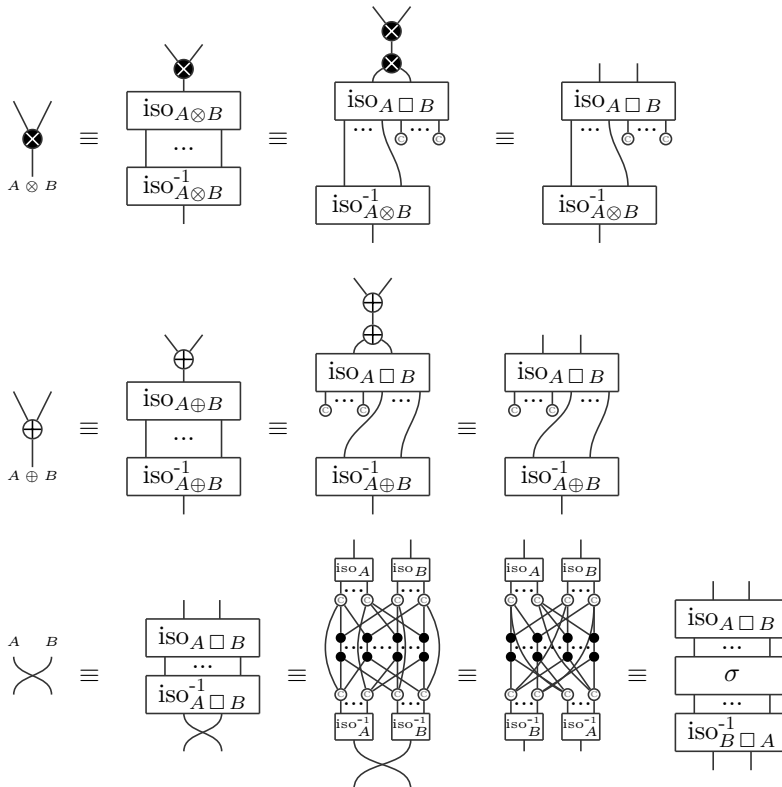 iso_{A⊗B} iso_{A □ B} iso_{A □ B}
A ⊗ B ≡ ... ≡ ... © ... © ≡ ... © ... ©
iso^{-1}_{A⊗B} iso^{-1}_{A⊗B} iso^{-1}_{A⊗B}
iso_{A⊕B} iso_{A □ B} iso_{A □ B}
A ⊕ B ≡ ... ≡ © ... © ... ≡ © ... © ...
iso^{-1}_{A⊕B} iso^{-1}_{A⊕B} iso^{-1}_{A⊕B}
iso_A iso_B iso_A iso_B
A B iso_{A □ B} ... ... ... ... iso_{A □ B}
© © © © © © © ©
≡ ... ≡ ... ... ... ≡ ... ... ... ≡ ... σ ...
© © © © © © © ©
iso^{-1}_{A □ B} ... ... ... ... iso^{-1}_{B □ A}
iso^{-1}_A iso^{-1}_B iso^{-1}_B iso^{-1}_A